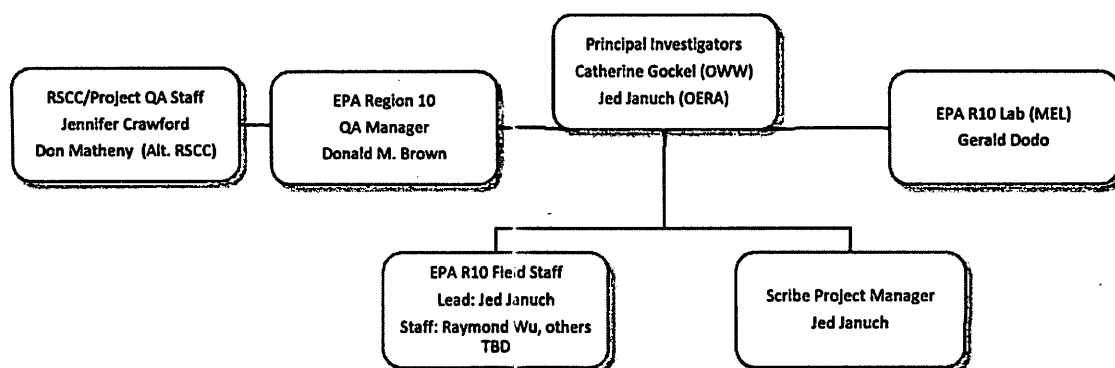 Principal Investigators
Catherine Gockel (OWW)
Jed Januch (OERA)
RSCC/Project QA Staff
Jennifer Crawford
Don Matheny (Alt. RSCC)
EPA Region 10
QA Manager
Donald M. Brown
EPA R10 Lab (MEL)
Gerald Dodo
EPA R10 Field Staff
Lead: Jed Januch
Staff: Raymond Wu, others
TBD
Scribe Project Manager
Jed Januch